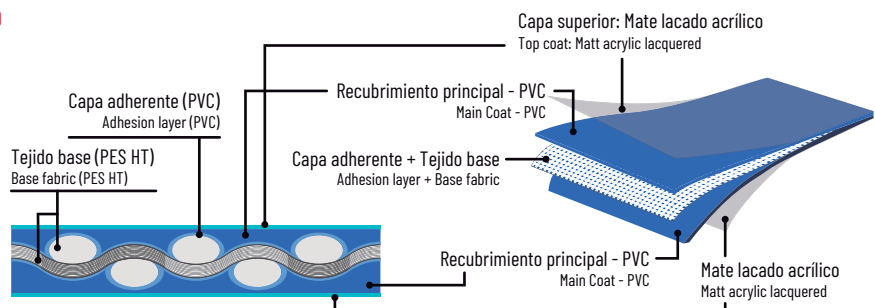 Capa superior: Mate lacado acrílico
Top coat: Matt acrylic lacquered
Recubrimiento principal - PVC
Main Coat - PVC
Capa adherente (PVC)
Adhesion layer (PVC)
Tejido base (PES HT)
Base fabric (PES HT)
Capa adherente + Tejido base
Adhesion layer + Base fabric
Recubrimiento principal - PVC
Main Coat - PVC
Mate lacado acrílico
Matt acrylic lacquered